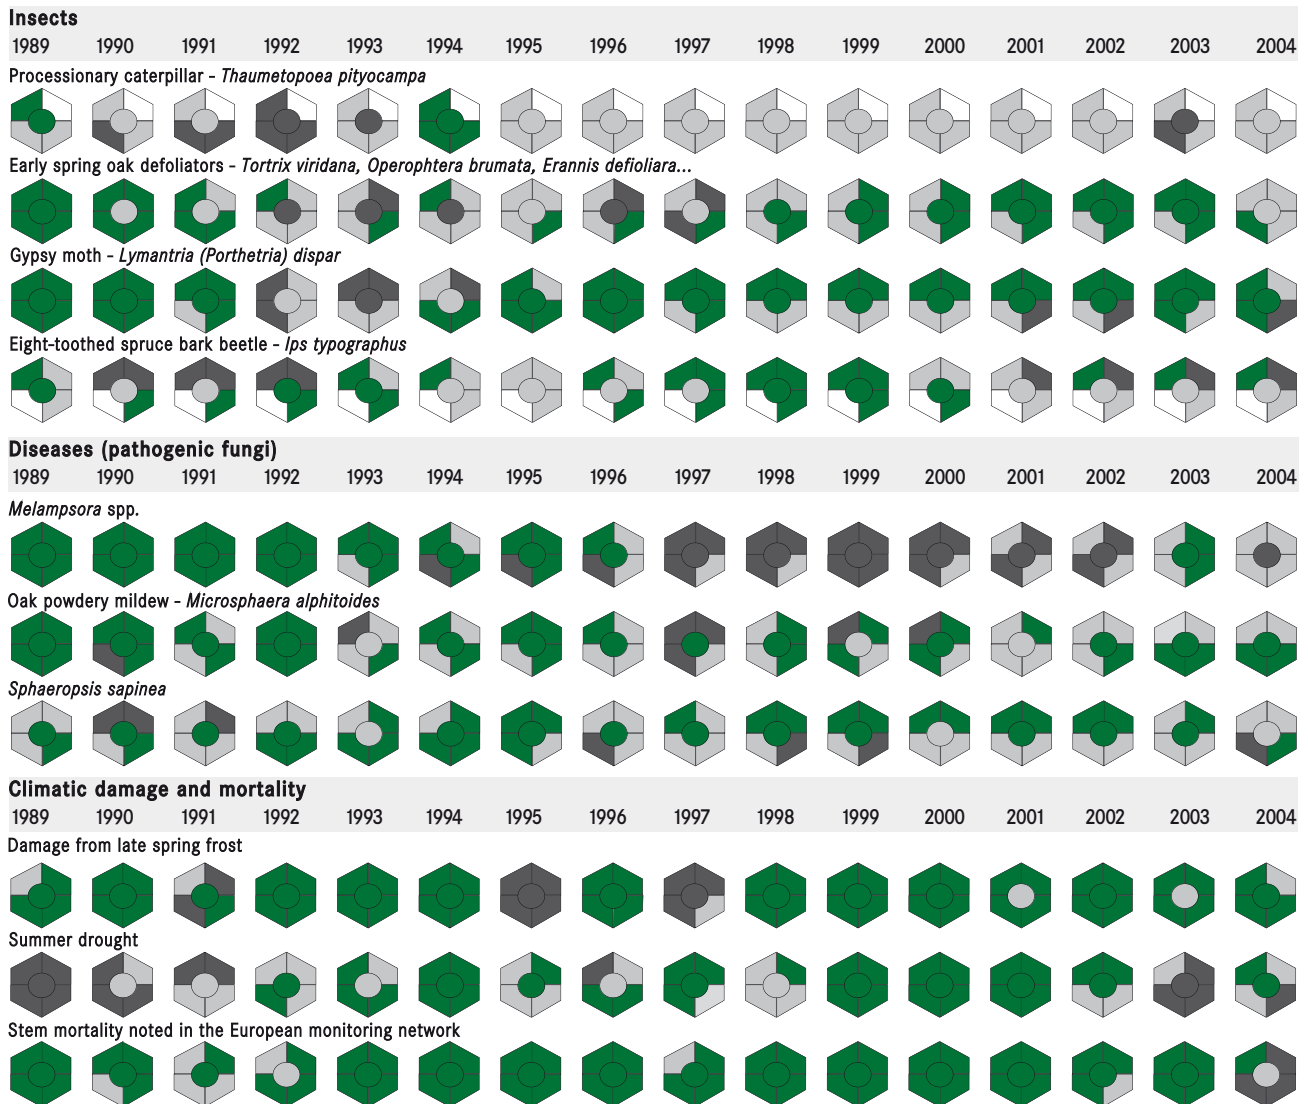 Insects
1989 1990 1991 1992 1993 1994 1995 1996 1997 1998 1999 2000 2001 2002 2003 2004
Processionary caterpillar - Thaumetopoea pityocampa
Early spring oak defoliators - Tortrix viridana, Operophtera brumata, Erannis defioliara...
Gypsy moth - Lymantria (Porthetria) dispar
Eight-toothed spruce bark beetle - Ips typographus
Diseases (pathogenic fungi)
1989 1990 1991 1992 1993 1994 1995 1996 1997 1998 1999 2000 2001 2002 2003 2004
Melampsora spp.
Oak powdery mildew - Microsphaera alphitoides
Sphaeropsis sapinea
Climatic damage and mortality
1989 1990 1991 1992 1993 1994 1995 1996 1997 1998 1999 2000 2001 2002 2003 2004
Damage from late spring frost
Summer drought
Stem mortality noted in the European monitoring network